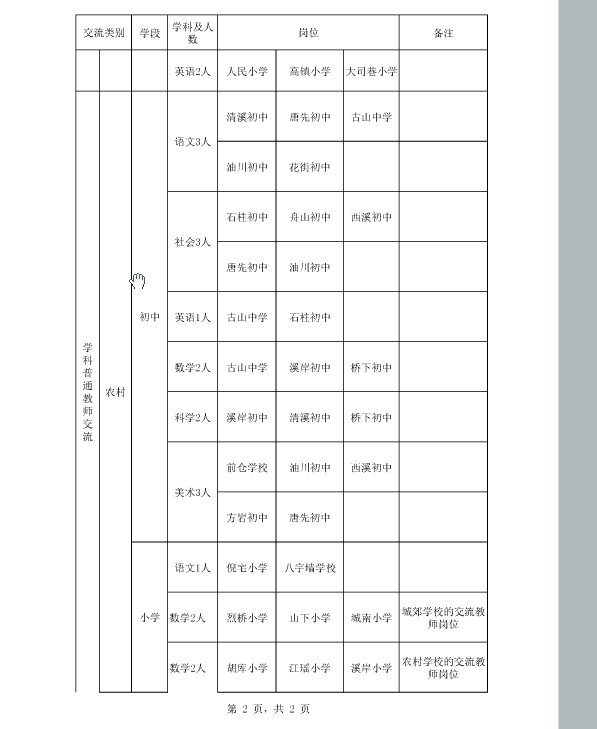 交流类别 学段 学科及人数 岗位 备注
英语2人 人民小学 高镇小学 大司巷小学
学科普通教师交流 农村 初中 语文3人 清溪初中 唐先初中 古山中学
油川初中 花街初中
社会3人 石柱初中 舟山初中 西溪初中
唐先初中 油川初中
英语1人 古山中学 石柱初中
数学2人 古山中学 溪岸初中 桥下初中
科学2人 溪岸初中 清溪初中 桥下初中
美术3人 前仓学校 油川初中 西溪初中
方岩初中 唐先初中
小学 语文1人 倪宅小学 八字墙学校
数学2人 烈桥小学 山下小学 城南小学 城郊学校的交流教师岗位
数学2人 胡库小学 江瑶小学 溪岸小学 农村学校的交流教师岗位
第 2 页，共 2 页